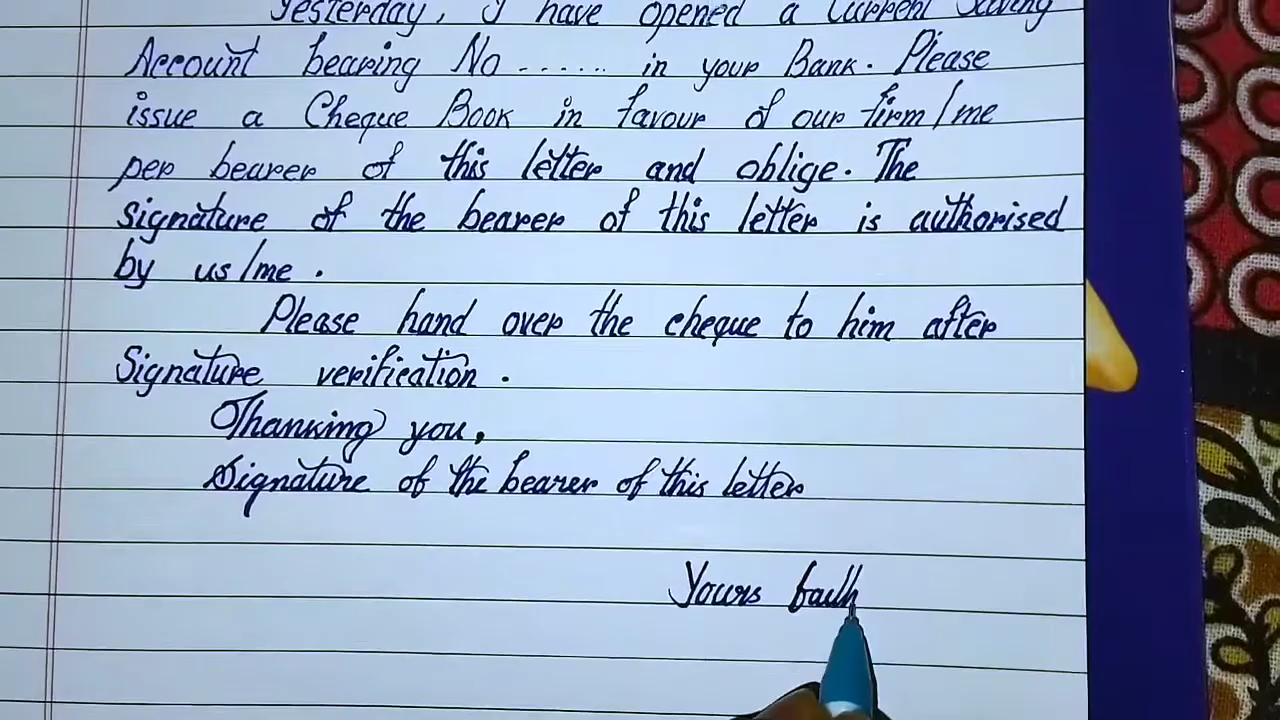 Yesterday, I have opened a Current Saving
Account bearing No ...... in your Bank. Please
issue a Cheque Book in favour of our firm/me
per bearer of this letter and oblige. The
signature of the bearer of this letter is authorised
by us/me.
Please hand over the cheque to him after
Signature verification.
Thanking you,
Signature of the bearer of this letter
Yours faith